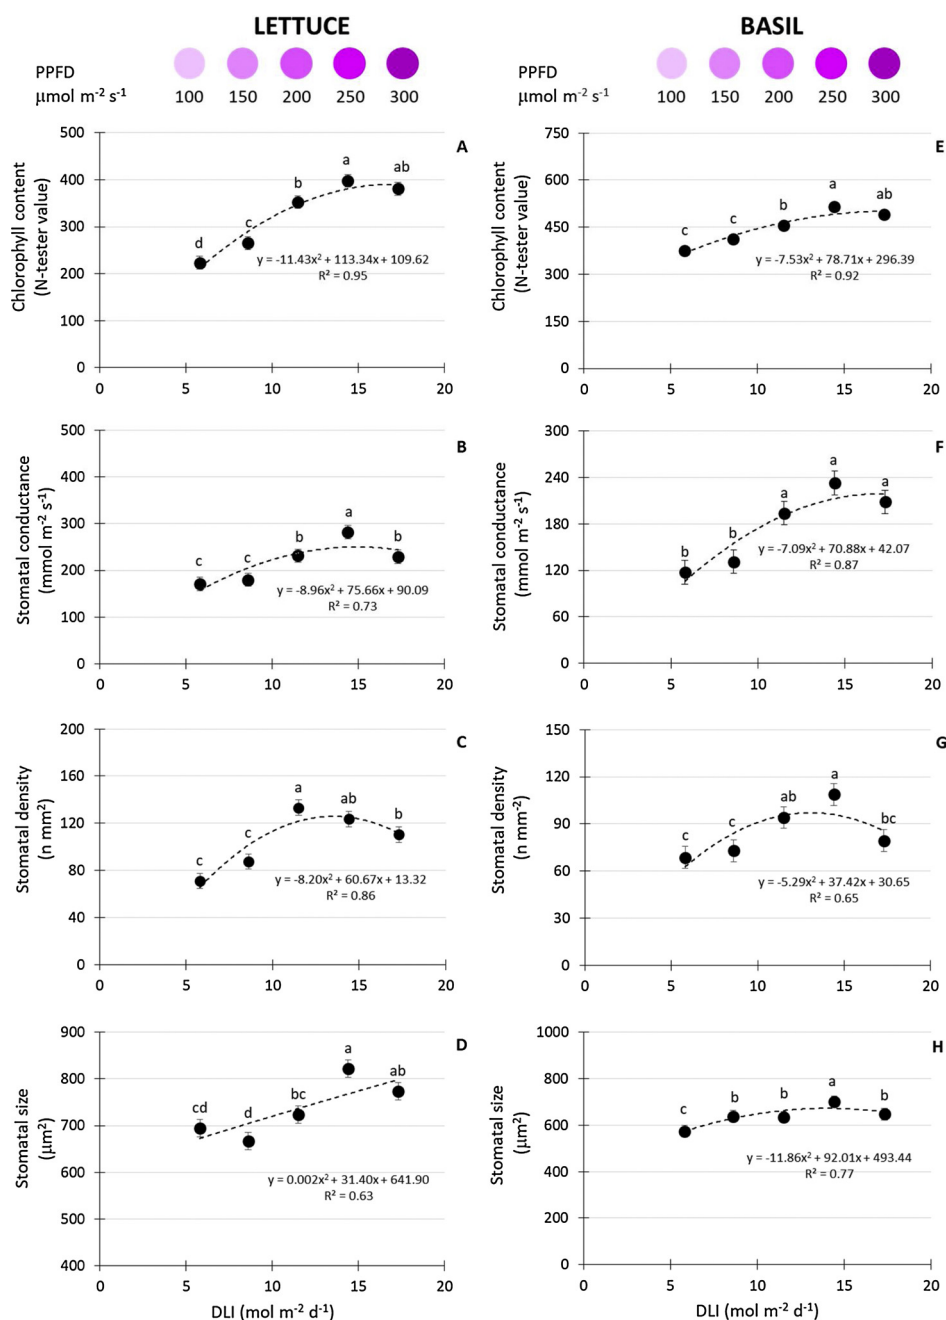 LETTUCE
PPFD
μmol m⁻² s⁻¹ 100 150 200 250 300
BASIL
PPFD
μmol m⁻² s⁻¹ 100 150 200 250 300
A
Chlorophyll content
(N-tester value)
500
400
300
200
100
0
d c b a ab
y = -11.43x² + 113.34x + 109.62
R² = 0.95
0 5 10 15 20
E
Chlorophyll content
(N-tester value)
750
600
450
300
150
0
c c b a ab
y = -7.53x² + 78.71x + 296.39
R² = 0.92
0 5 10 15 20
B
Stomatal conductance
(mmol m⁻² s⁻¹)
500
400
300
200
100
0
c c b a b
y = -8.96x² + 75.66x + 90.09
R² = 0.73
0 5 10 15 20
F
Stomatal conductance
(mmol m⁻² s⁻¹)
300
240
180
120
60
0
b b a a a
y = -7.09x² + 70.88x + 42.07
R² = 0.87
0 5 10 15 20
C
Stomatal density
(n mm²)
200
160
120
80
40
0
c c a ab b
y = -8.20x² + 60.67x + 13.32
R² = 0.86
0 5 10 15 20
G
Stomatal density
(n mm⁻²)
150
120
90
60
30
0
c c ab a bc
y = -5.29x² + 37.42x + 30.65
R² = 0.65
0 5 10 15 20
D
Stomatal size
(μm²)
900
800
700
600
500
400
cd d bc a ab
y = 0.002x² + 31.40x + 641.90
R² = 0.63
0 5 10 15 20
DLI (mol m⁻² d⁻¹)
H
Stomatal size
(μm²)
1000
800
600
400
200
0
c b b a b
y = -11.86x² + 92.01x + 493.44
R² = 0.77
0 5 10 15 20
DLI (mol m⁻² d⁻¹)